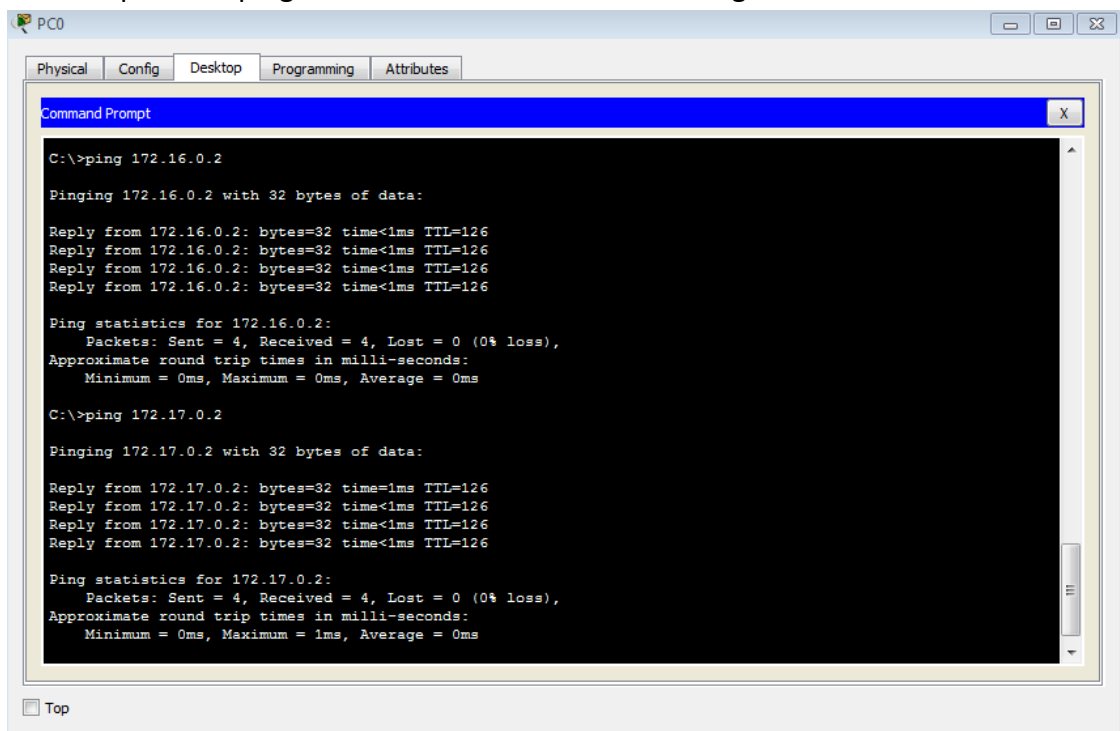 PC0
Physical Config Desktop Programming Attributes
Command Prompt
X
C:\>ping 172.16.0.2
Pinging 172.16.0.2 with 32 bytes of data:
Reply from 172.16.0.2: bytes=32 time<1ms TTL=126
Reply from 172.16.0.2: bytes=32 time<1ms TTL=126
Reply from 172.16.0.2: bytes=32 time<1ms TTL=126
Reply from 172.16.0.2: bytes=32 time<1ms TTL=126
Ping statistics for 172.16.0.2:
Packets: Sent = 4, Received = 4, Lost = 0 (0% loss),
Approximate round trip times in milli-seconds:
Minimum = 0ms, Maximum = 0ms, Average = 0ms
C:\>ping 172.17.0.2
Pinging 172.17.0.2 with 32 bytes of data:
Reply from 172.17.0.2: bytes=32 time=1ms TTL=126
Reply from 172.17.0.2: bytes=32 time<1ms TTL=126
Reply from 172.17.0.2: bytes=32 time<1ms TTL=126
Reply from 172.17.0.2: bytes=32 time<1ms TTL=126
Ping statistics for 172.17.0.2:
Packets: Sent = 4, Received = 4, Lost = 0 (0% loss),
Approximate round trip times in milli-seconds:
Minimum = 0ms, Maximum = 1ms, Average = 0ms
Top